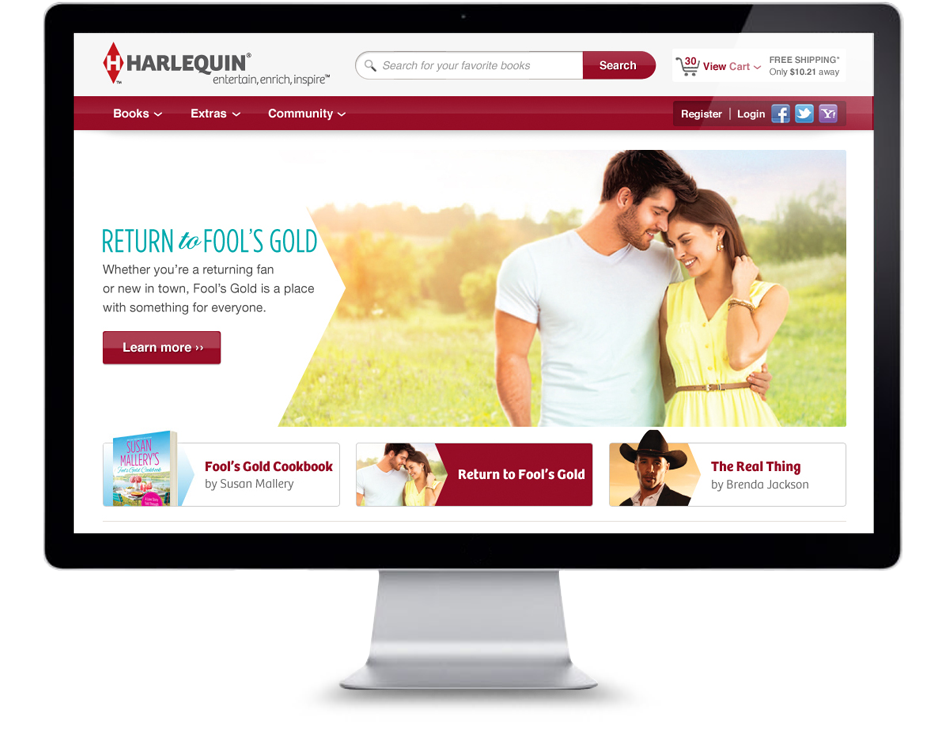 H HARLEQUIN®
™ entertain, enrich, inspire™
Search for your favorite books
Search
30
View Cart
FREE SHIPPING*
Only $10.21 away
Books
Extras
Community
Register | Login
f
Y!
RETURN to FOOL'S GOLD
Whether you're a returning fan
or new in town, Fool's Gold is a place
with something for everyone.
Learn more ››
SUSAN
MALLERY'S
Fool's Gold Cookbook
Fool's Gold Cookbook
by Susan Mallery
Return to Fool's Gold
The Real Thing
by Brenda Jackson